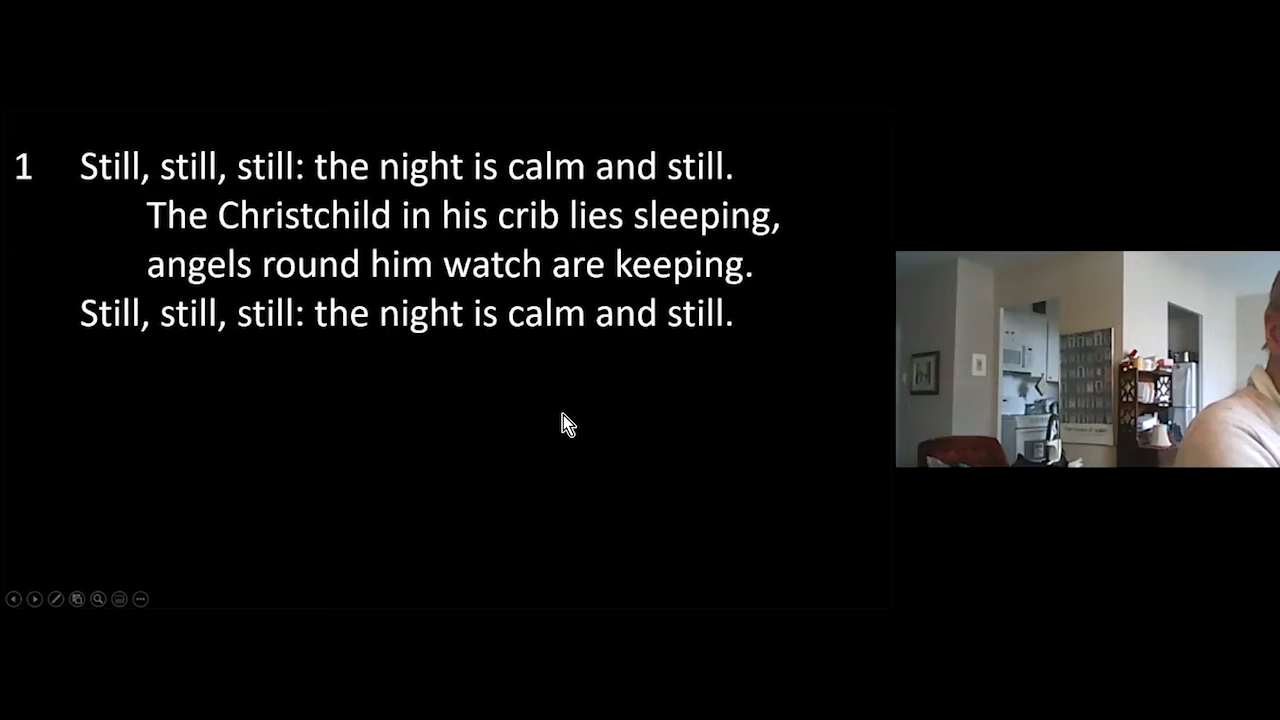 1 Still, still, still: the night is calm and still.
The Christchild in his crib lies sleeping,
angels round him watch are keeping.
Still, still, still: the night is calm and still.